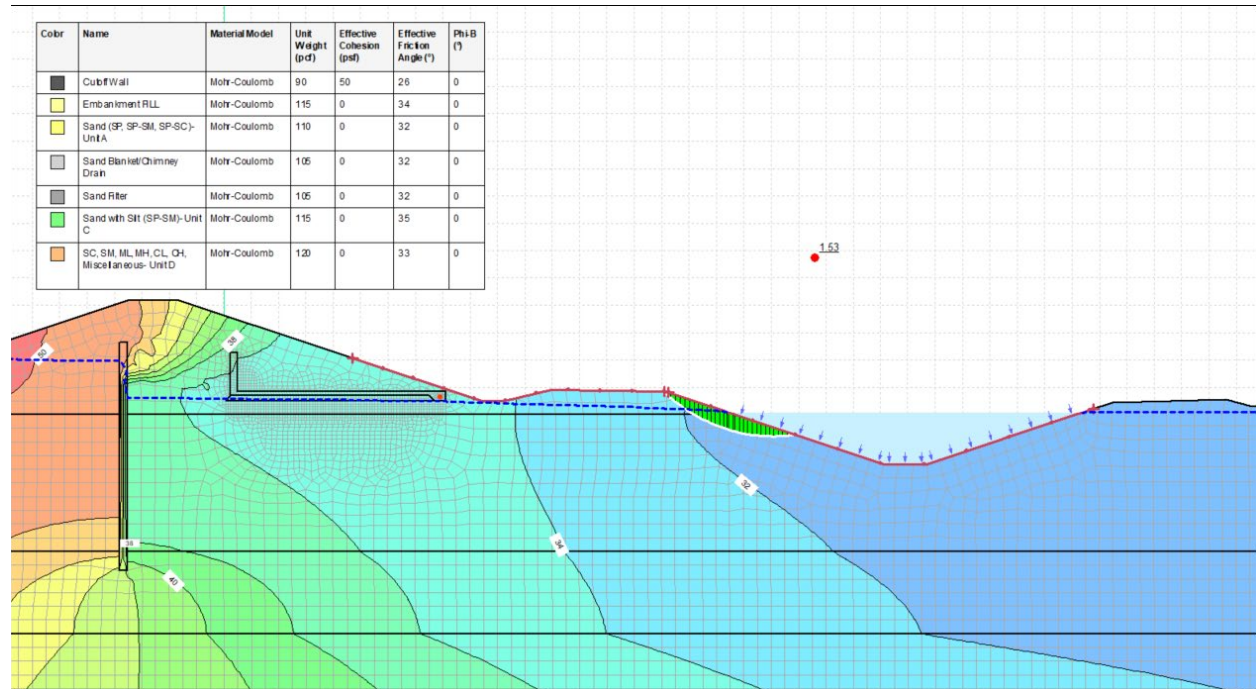 Color Name Material Model Unit Weight (pcf) Effective Cohesion (psf) Effective Friction Angle (°) Phi-B (°)
Cutoff Wall Mohr-Coulomb 90 50 26 0
Embankment FILL Mohr-Coulomb 115 0 34 0
Sand (SP, SP-SM, SP-SC)- Unit A Mohr-Coulomb 110 0 32 0
Sand Blanket/Chimney Drain Mohr-Coulomb 105 0 32 0
Sand Filter Mohr-Coulomb 105 0 32 0
Sand with Silt (SP-SM)- Unit C Mohr-Coulomb 115 0 35 0
SC, SM, ML, MH, CL, CH, Miscellaneous- Unit D Mohr-Coulomb 120 0 33 0
1.53
50
38
32
34
38
40